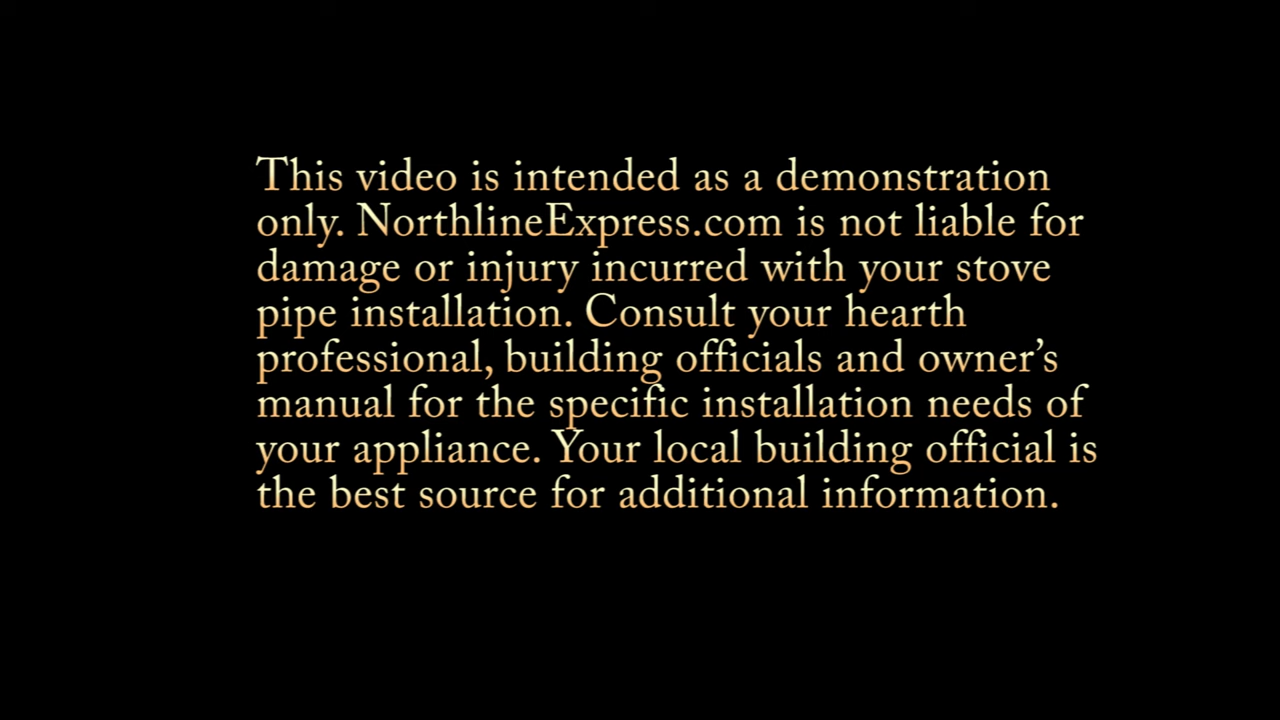 This video is intended as a demonstration
only. NorthlineExpress.com is not liable for
damage or injury incurred with your stove
pipe installation. Consult your hearth
professional, building officials and owner’s
manual for the specific installation needs of
your appliance. Your local building official is
the best source for additional information.